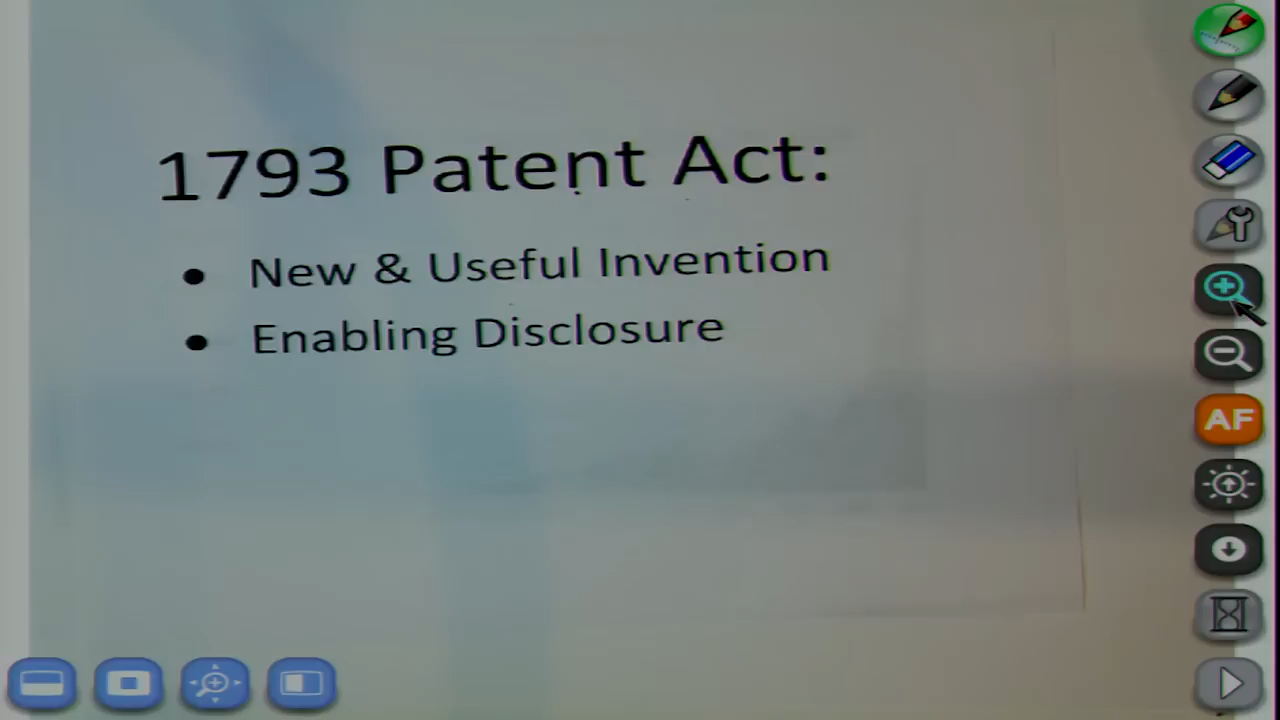 1793 Patent Act:
• New & Useful Invention
• Enabling Disclosure
AF